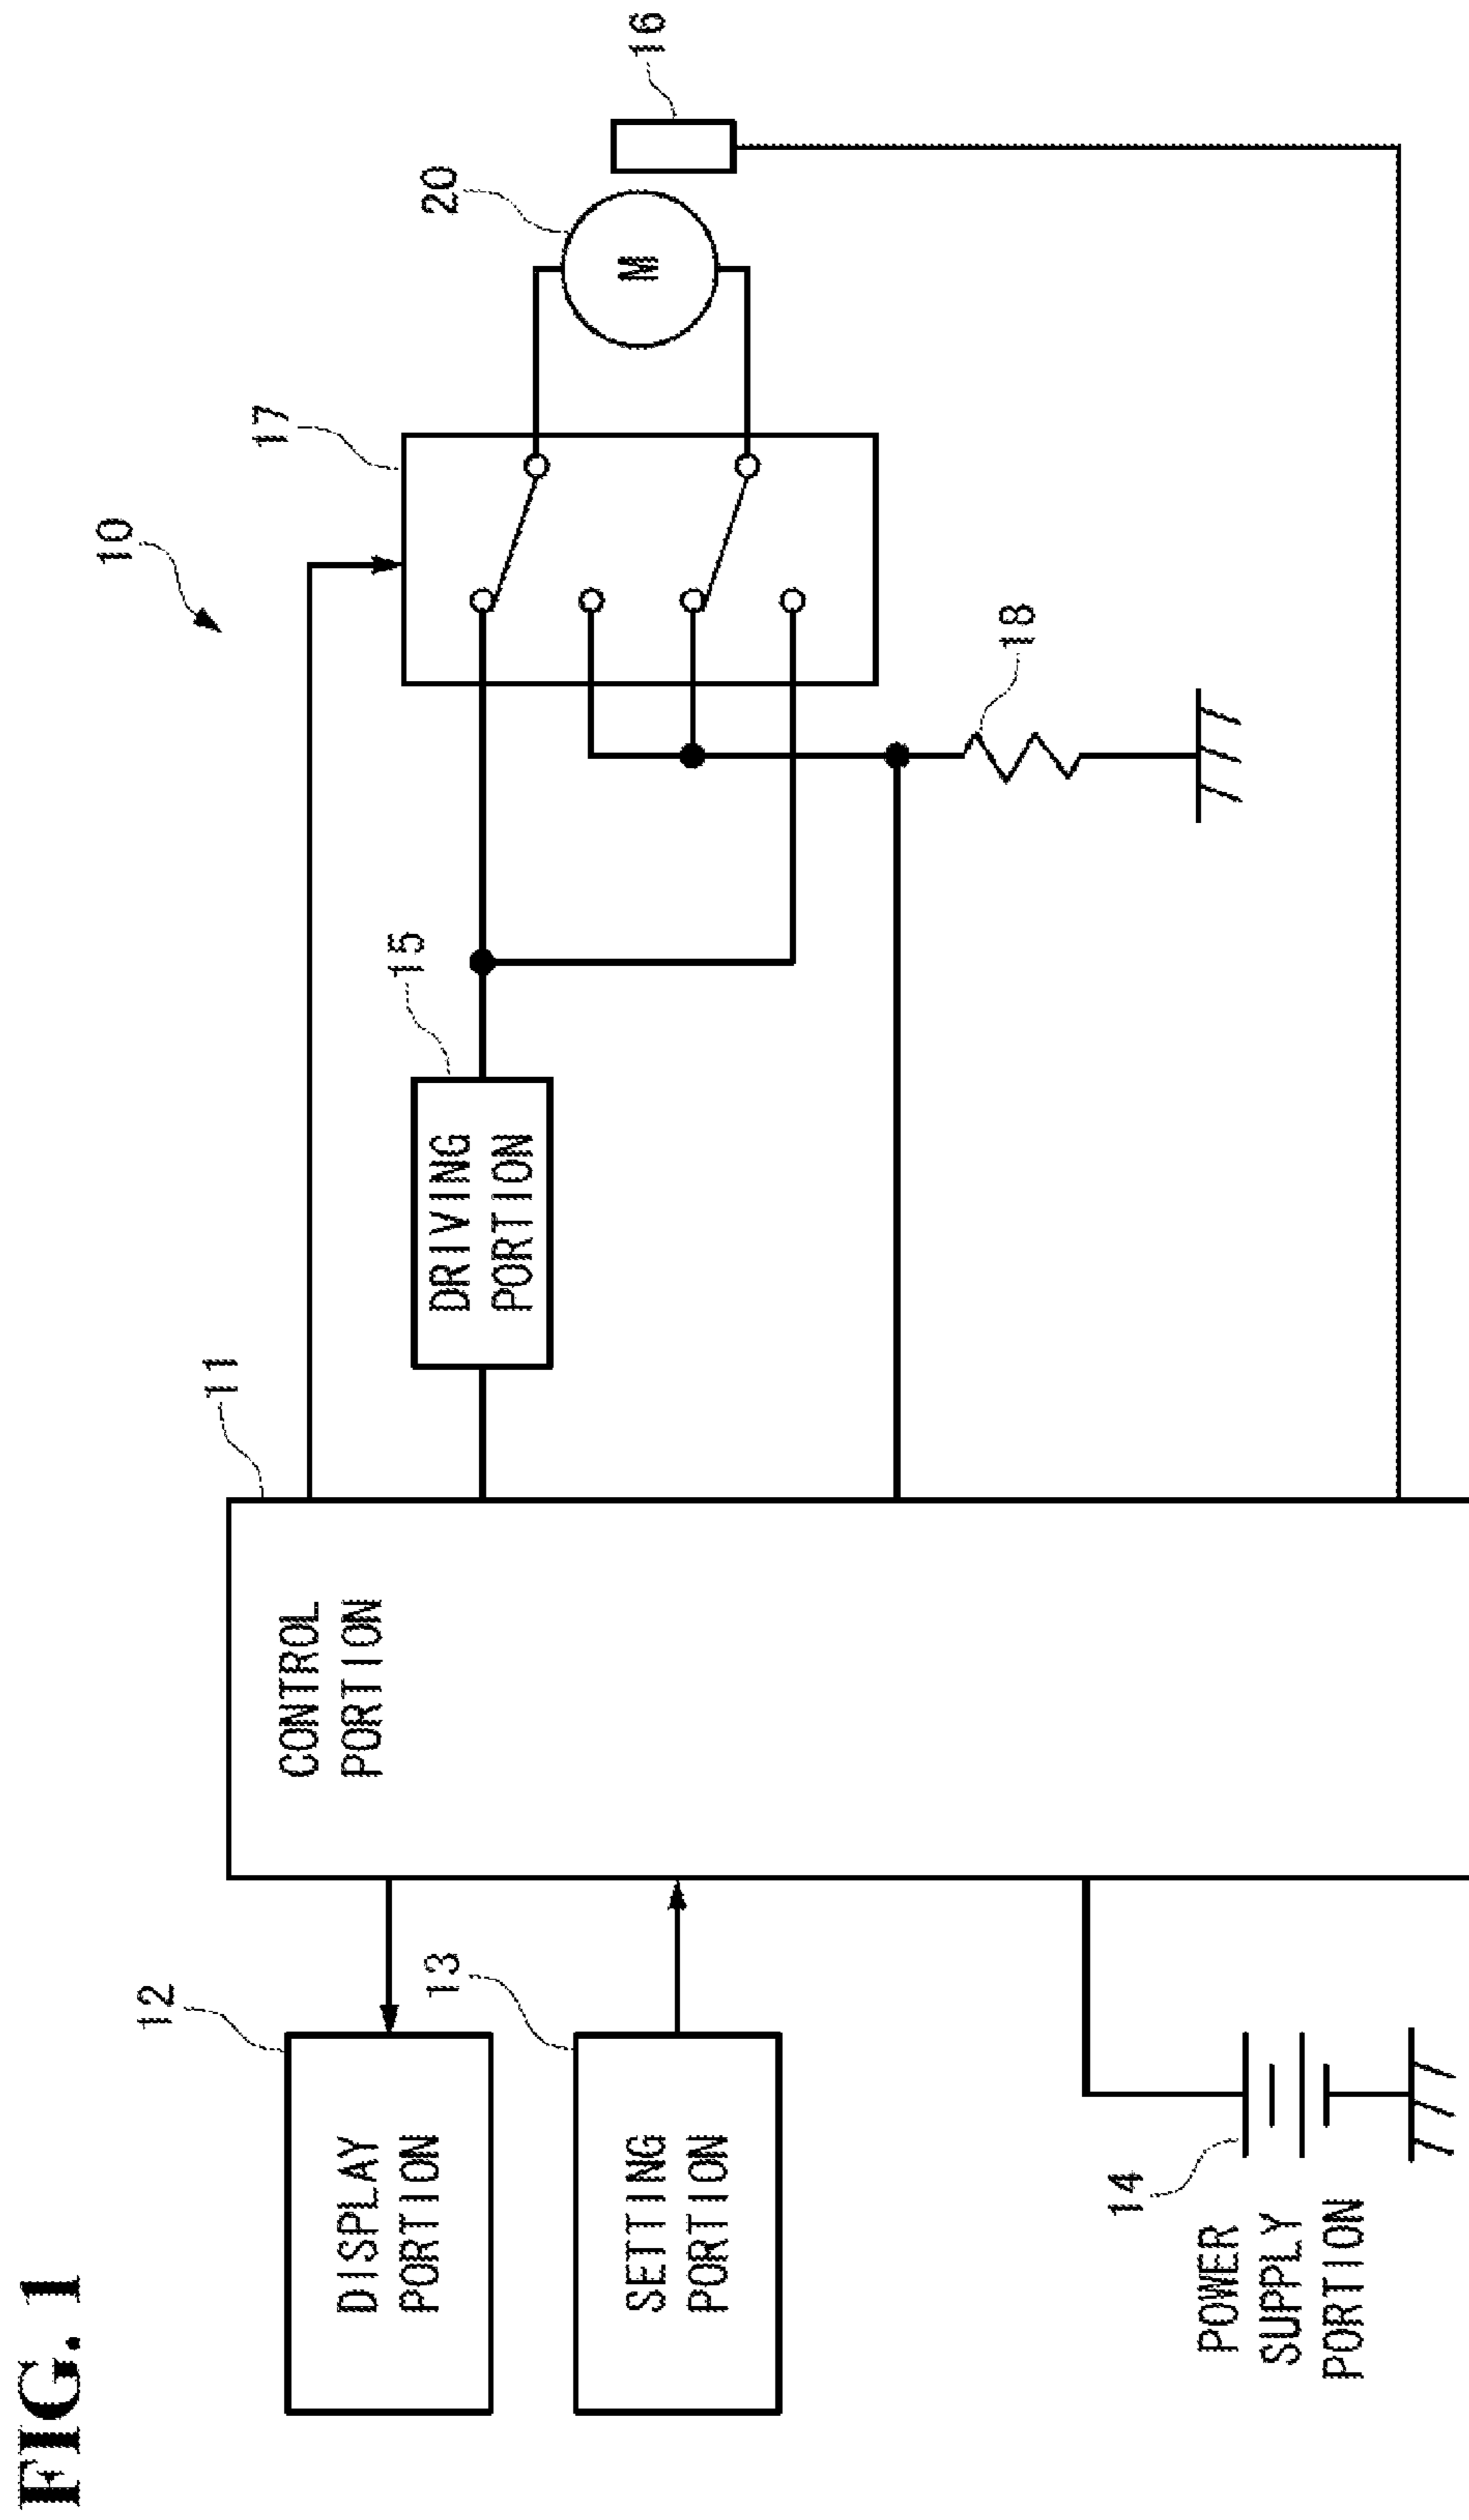 FIG. 1
10
11
CONTROL
PORTION
12
DISPLAY
PORTION
13
SETTING
PORTION
14
POWER
SUPPLY
PORTION
15
DRIVING
PORTION
17
20
M
16
18